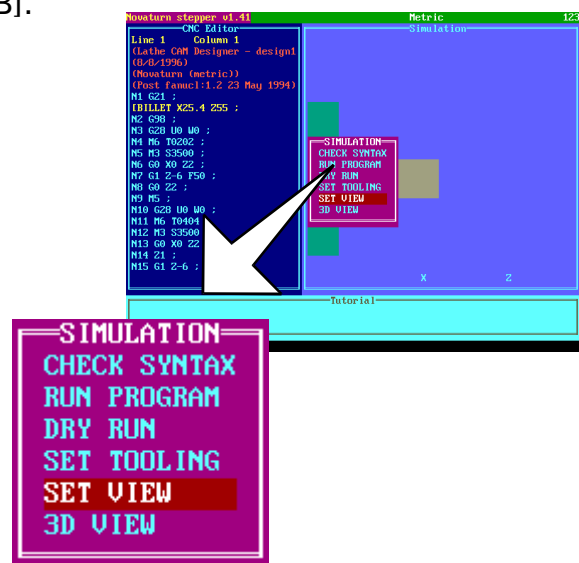 B].
Novaturn stepper v1.41 Metric 123
CNC Editor
Line 1 Column 1
(Lathe CAM Designer - design1
(8/8/1996)
(Novaturn (metric))
(Post fanucl:1.2 23 May 1994)
N1 G21 ;
[BILLET X25.4 Z55 ;
N2 G98 ;
N3 G28 U0 W0 ;
N4 M6 T0202 ;
N5 M3 S3500 ;
N6 G0 X0 Z2 ;
N7 G1 Z-6 F50 ;
N8 G0 Z2 ;
N9 M5 ;
N10 G28 U0 W0 ;
N11 M6 T0404
N12 M3 S3500
N13 G0 X0 Z2
N14 Z1 ;
N15 G1 Z-6 ;
Simulation
SIMULATION
CHECK SYNTAX
RUN PROGRAM
DRY RUN
SET TOOLING
SET VIEW
3D VIEW
X Z
Tutorial
SIMULATION
CHECK SYNTAX
RUN PROGRAM
DRY RUN
SET TOOLING
SET VIEW
3D VIEW